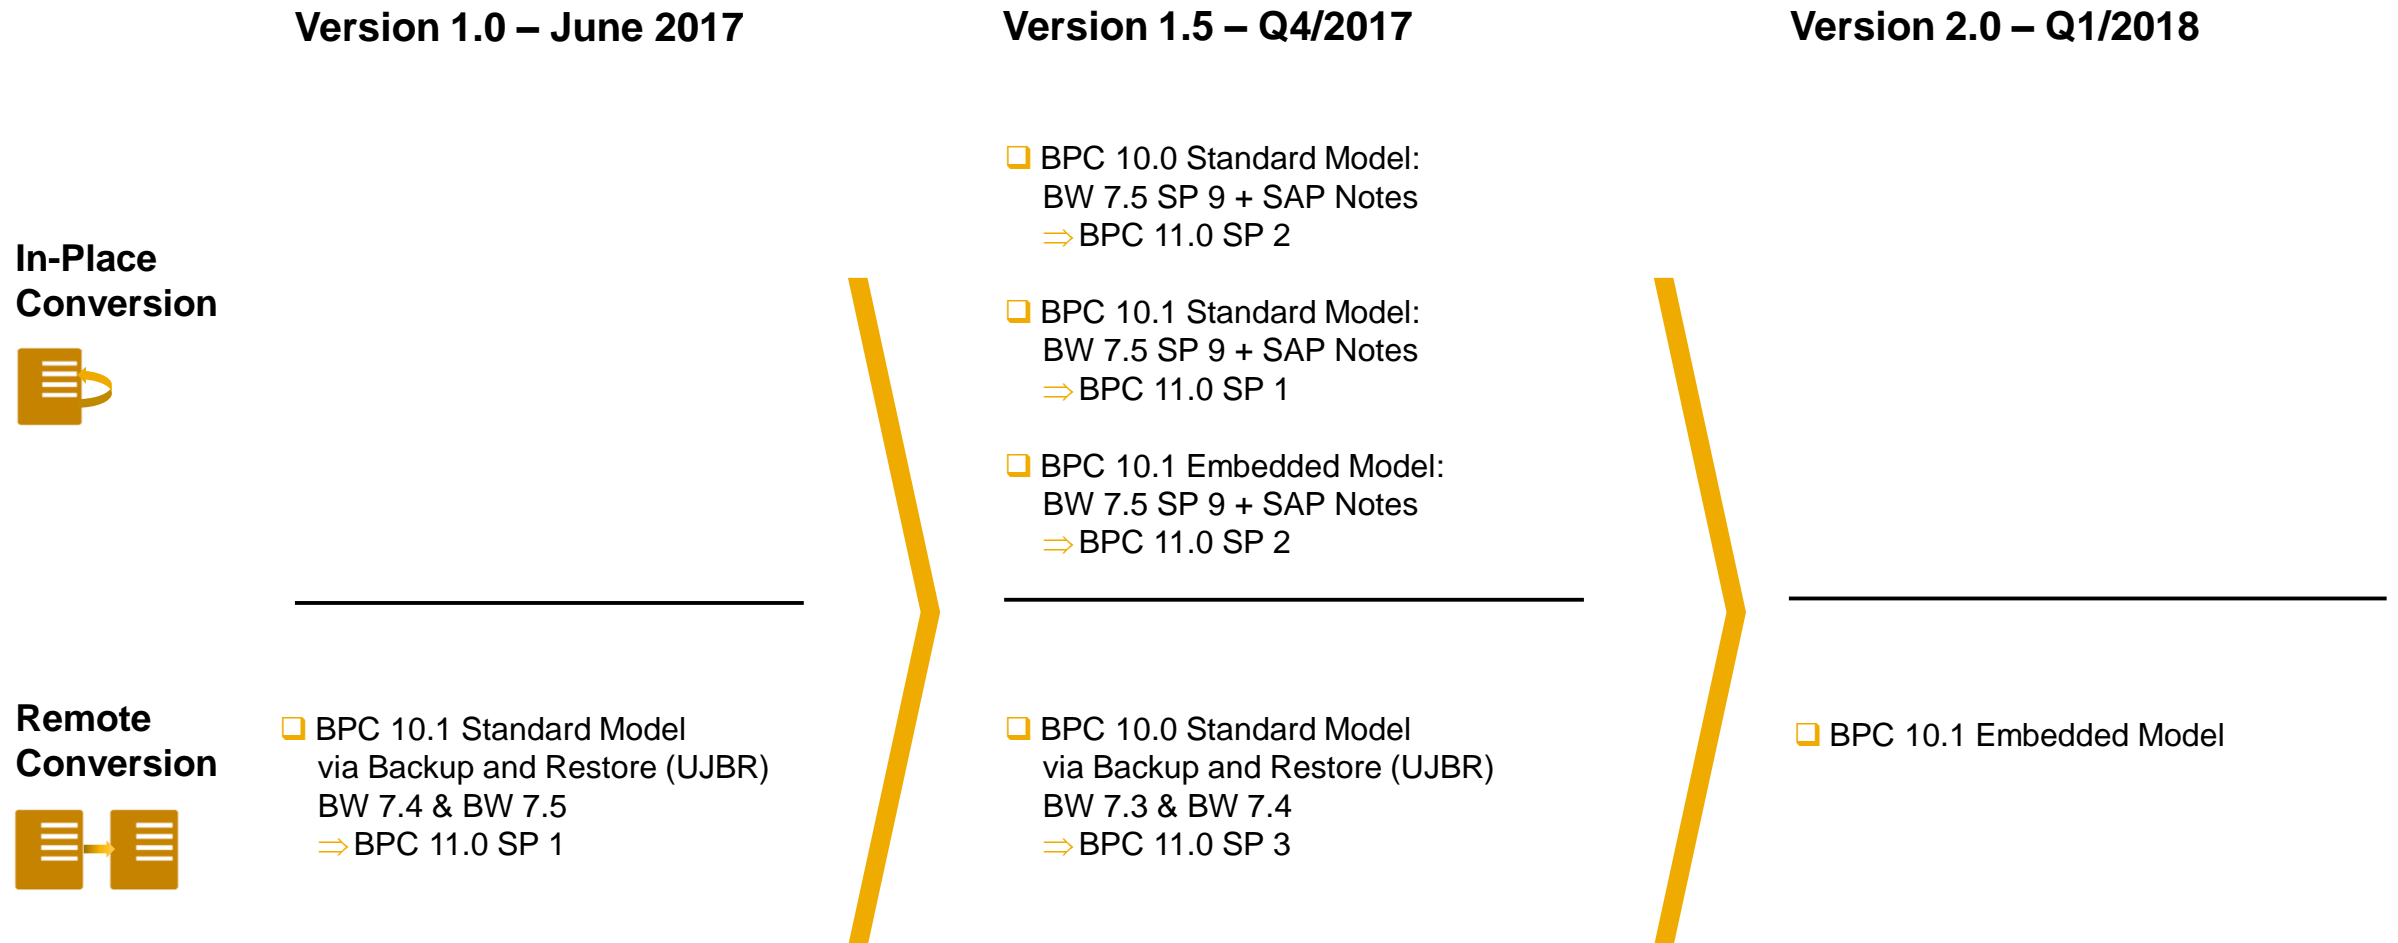 Version 1.0 – June 2017
Version 1.5 – Q4/2017
Version 2.0 – Q1/2018
In-Place
Conversion
BPC 10.0 Standard Model:
BW 7.5 SP 9 + SAP Notes
⇒ BPC 11.0 SP 2
BPC 10.1 Standard Model:
BW 7.5 SP 9 + SAP Notes
⇒ BPC 11.0 SP 1
BPC 10.1 Embedded Model:
BW 7.5 SP 9 + SAP Notes
⇒ BPC 11.0 SP 2
Remote
Conversion
BPC 10.1 Standard Model
via Backup and Restore (UJBR)
BW 7.4 & BW 7.5
⇒ BPC 11.0 SP 1
BPC 10.0 Standard Model
via Backup and Restore (UJBR)
BW 7.3 & BW 7.4
⇒ BPC 11.0 SP 3
BPC 10.1 Embedded Model